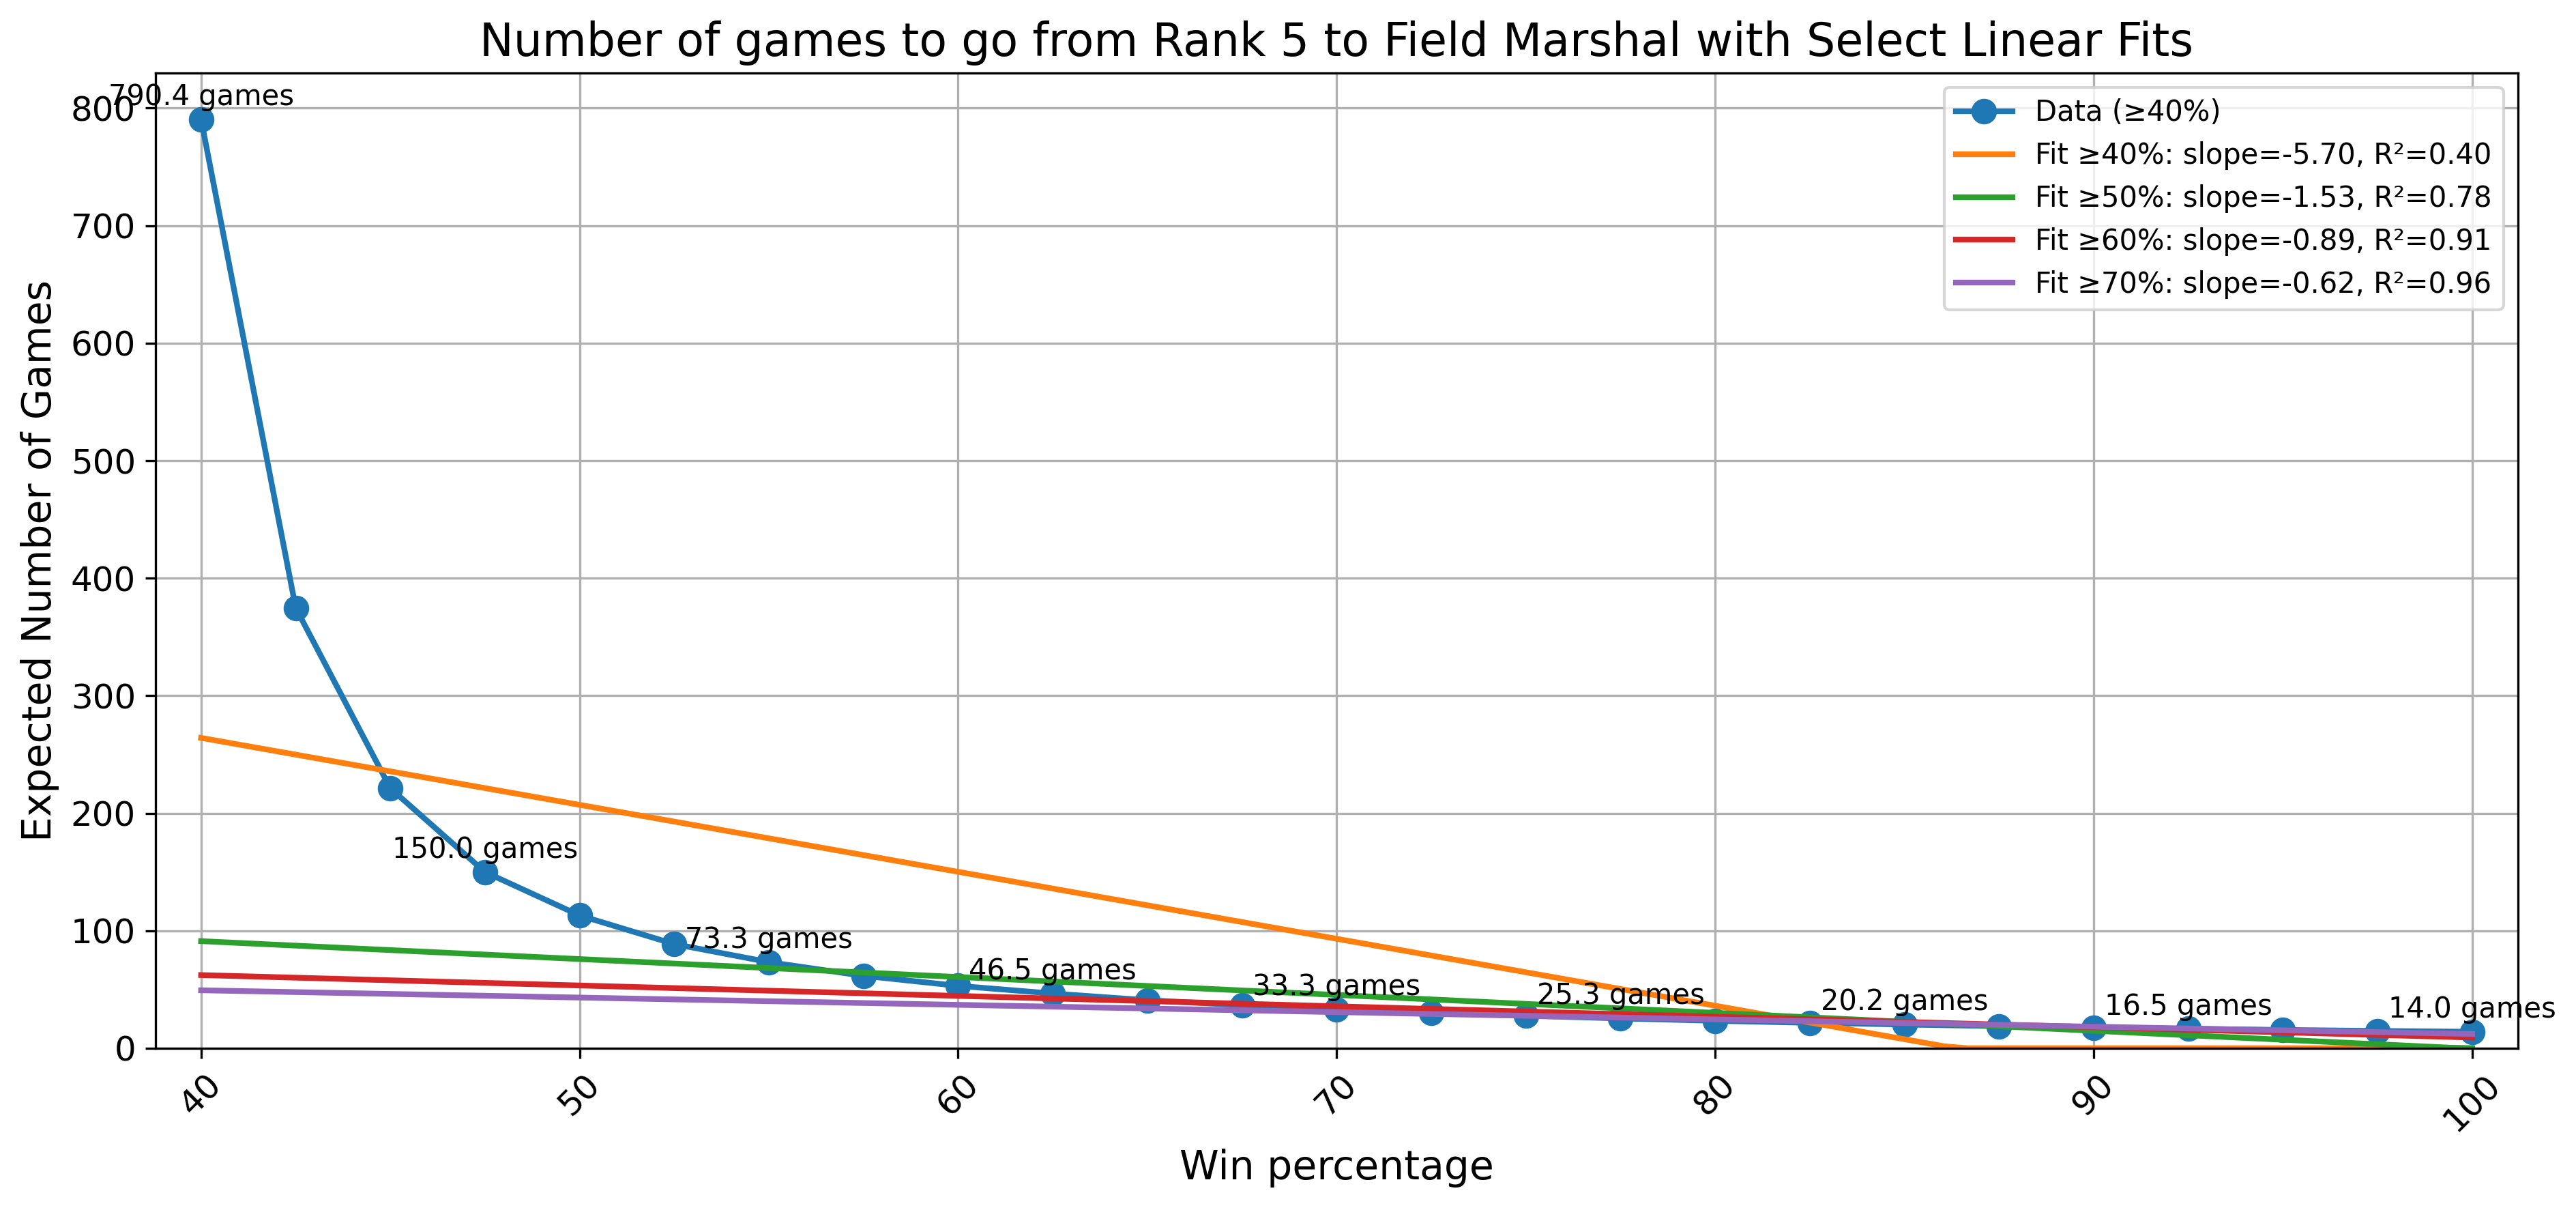 Number of games to go from Rank 5 to Field Marshal with Select Linear Fits
790.4 games
150.0 games
73.3 games
46.5 games
33.3 games
25.3 games
20.2 games
16.5 games
14.0 games
Data (≥40%)
Fit ≥40%: slope=-5.70, R²=0.40
Fit ≥50%: slope=-1.53, R²=0.78
Fit ≥60%: slope=-0.89, R²=0.91
Fit ≥70%: slope=-0.62, R²=0.96
Expected Number of Games
800
700
600
500
400
300
200
100
0
40
50
60
70
80
90
100
Win percentage